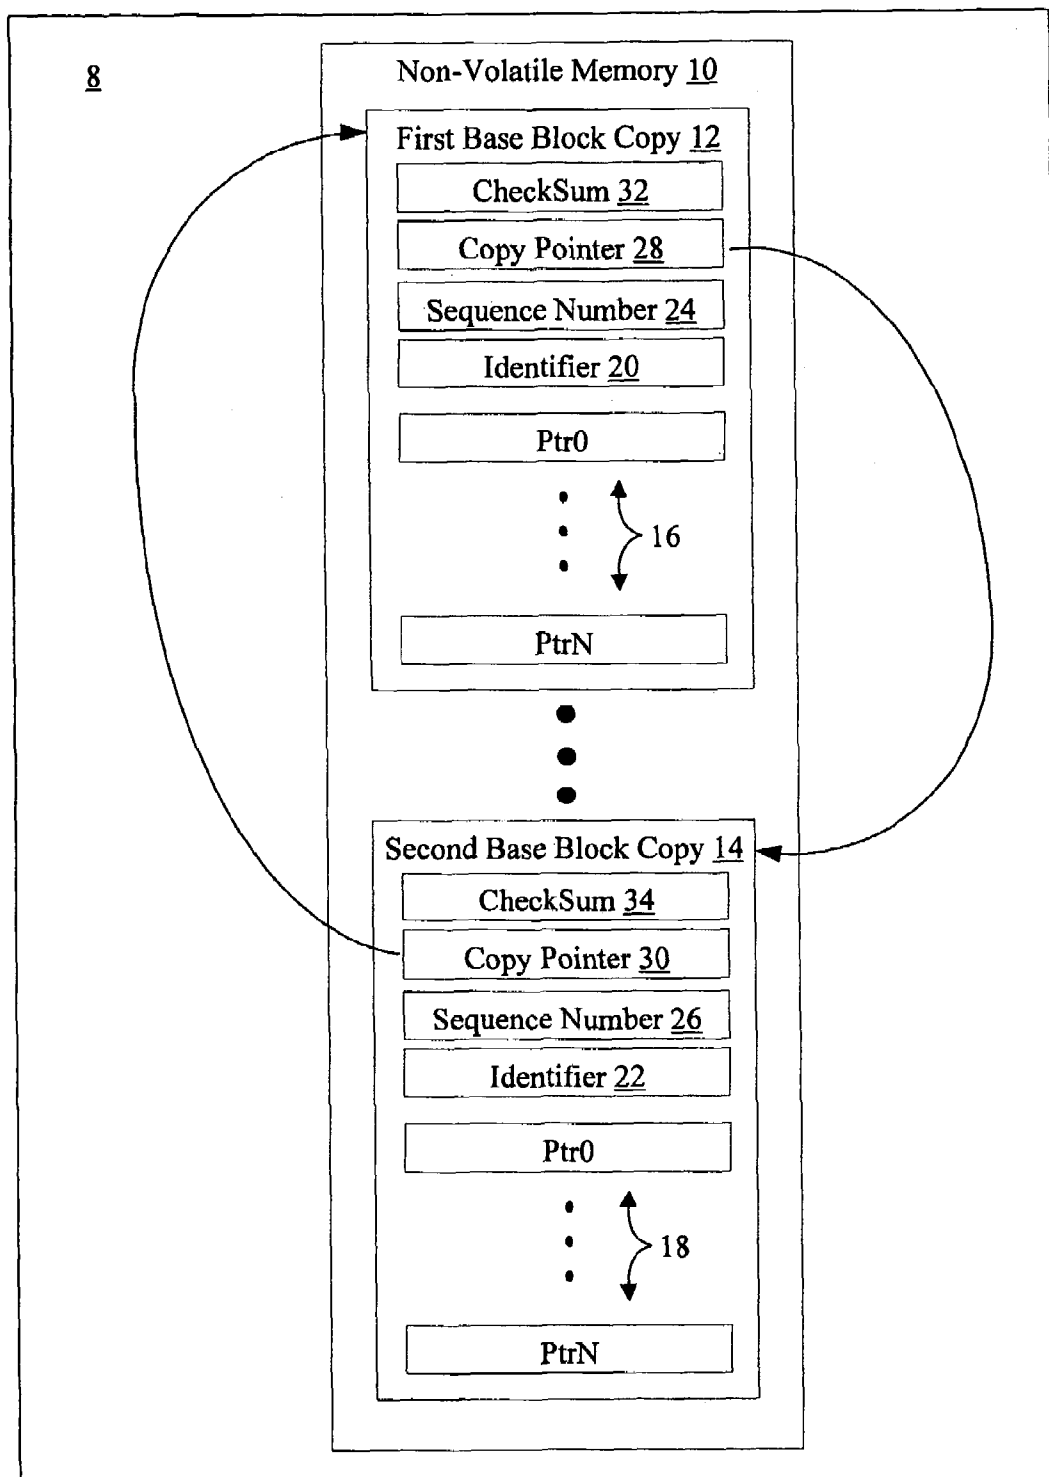 8
Non-Volatile Memory 10
First Base Block Copy 12
CheckSum 32
Copy Pointer 28
Sequence Number 24
Identifier 20
Ptr0
16
PtrN
Second Base Block Copy 14
CheckSum 34
Copy Pointer 30
Sequence Number 26
Identifier 22
Ptr0
18
PtrN